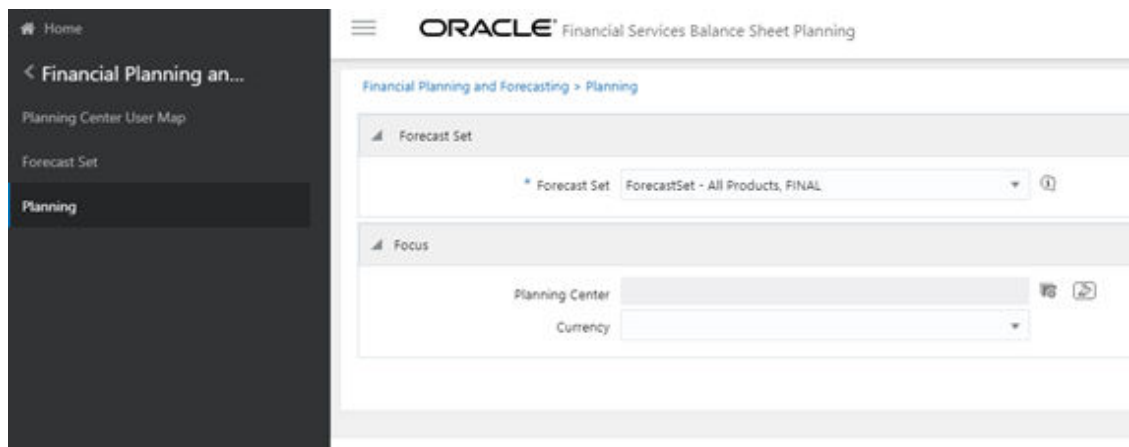 Home
< Financial Planning an...
Planning Center User Map
Forecast Set
Planning
ORACLE® Financial Services Balance Sheet Planning
Financial Planning and Forecasting > Planning
Forecast Set
* Forecast Set ForecastSet - All Products, FINAL
Focus
Planning Center
Currency